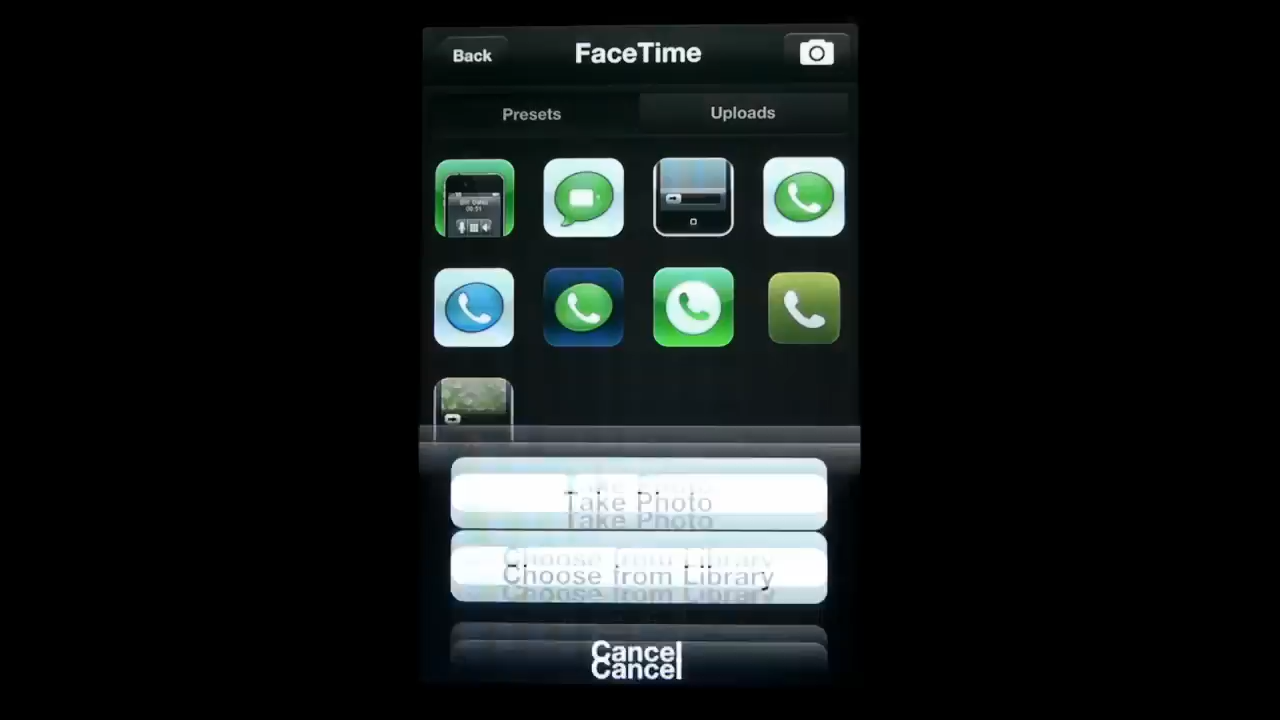 Back
FaceTime
Presets
Uploads
Take Photo
Choose from Library
Cancel